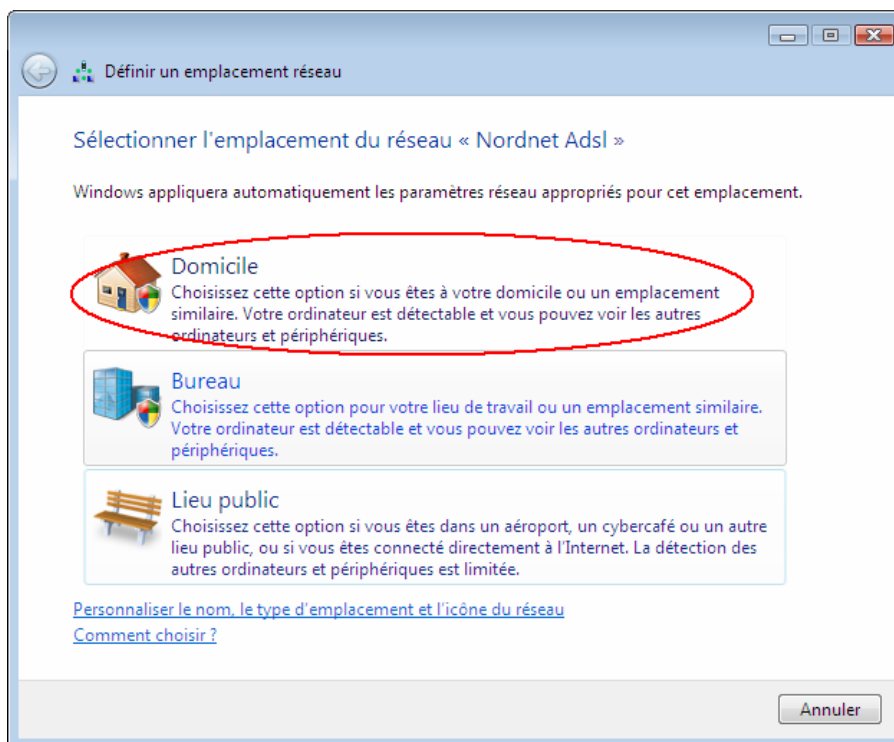 Définir un emplacement réseau
Sélectionner l'emplacement du réseau « Nordnet Adsl »
Windows appliquera automatiquement les paramètres réseau appropriés pour cet emplacement.
Domicile
Choisissez cette option si vous êtes à votre domicile ou un emplacement
similaire. Votre ordinateur est détectable et vous pouvez voir les autres
ordinateurs et périphériques.
Bureau
Choisissez cette option pour votre lieu de travail ou un emplacement similaire.
Votre ordinateur est détectable et vous pouvez voir les autres ordinateurs et
périphériques.
Lieu public
Choisissez cette option si vous êtes dans un aéroport, un cybercafé ou un autre
lieu public, ou si vous êtes connecté directement à l'Internet. La détection des
autres ordinateurs et périphériques est limitée.
Personnaliser le nom, le type d'emplacement et l'icône du réseau
Comment choisir ?
Annuler